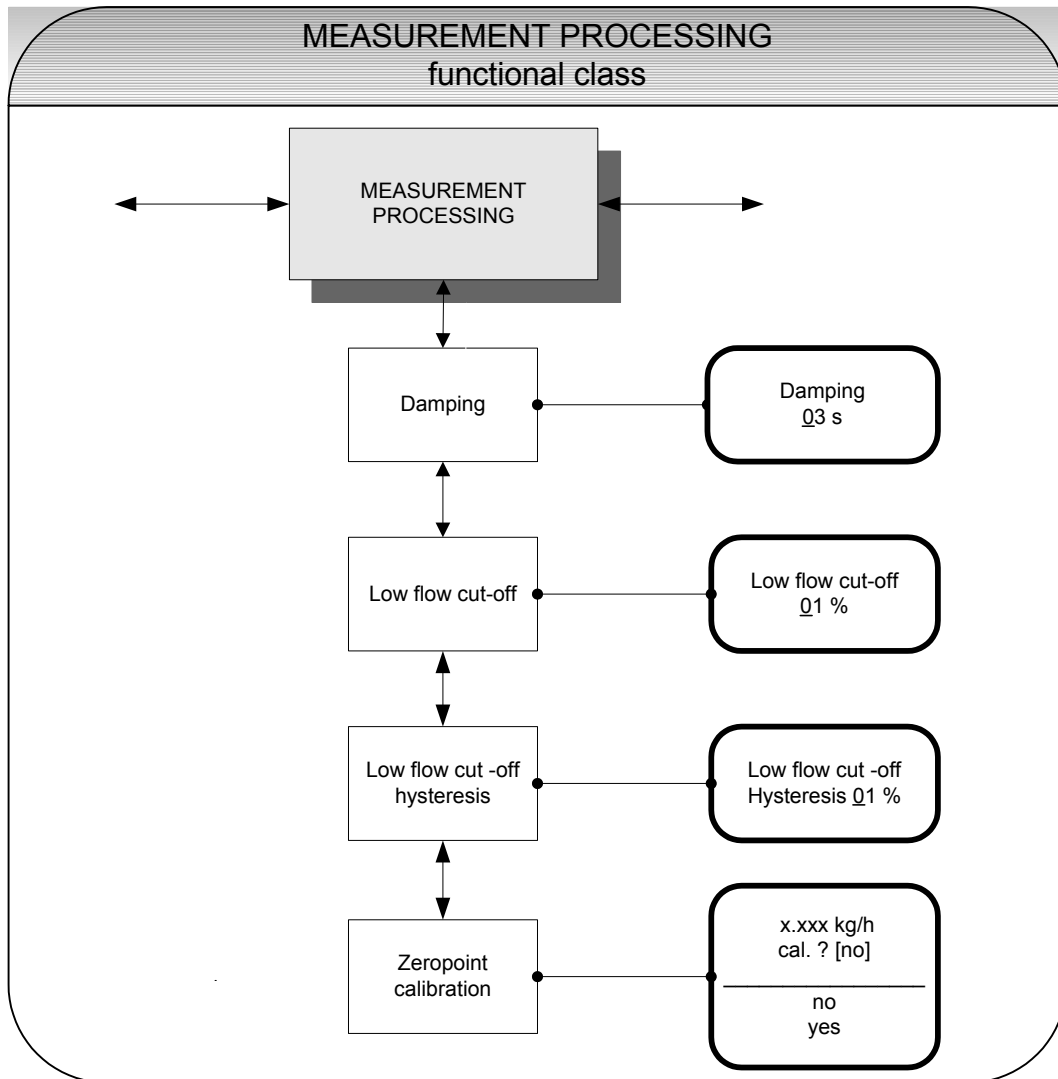 MEASUREMENT PROCESSING
functional class
MEASUREMENT
PROCESSING
Damping
Damping
03 s
Low flow cut-off
Low flow cut-off
01 %
Low flow cut -off
hysteresis
Low flow cut -off
Hysteresis 01 %
Zeropoint
calibration
x.xxx kg/h
cal. ? [no]
no
yes